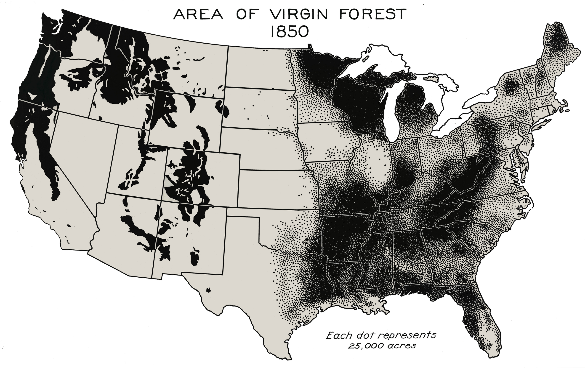 AREA OF VIRGIN FOREST
1850
Each dot represents
25,000 acres